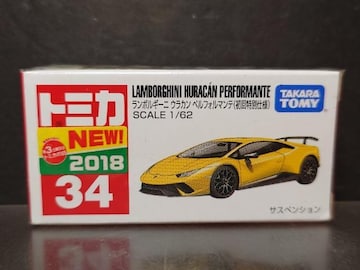 トミカ
NEW!
2018
34
LAMBORGHINI HURACÁN PERFORMANTE
ランボルギーニ ウラカン ペルフォルマンテ(初回特別仕様)
SCALE 1/62
TAKARA
TOMY
サスペンション